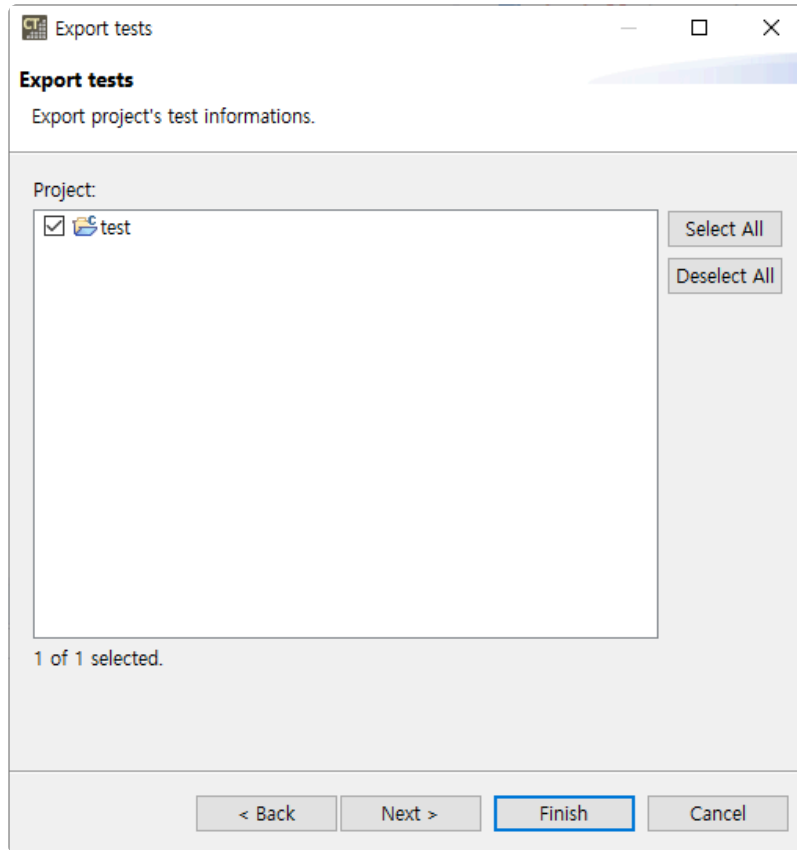 CT Export tests
Export tests
Export project's test informations.
Project:
test
Select All
Deselect All
1 of 1 selected.
< Back Next > Finish Cancel